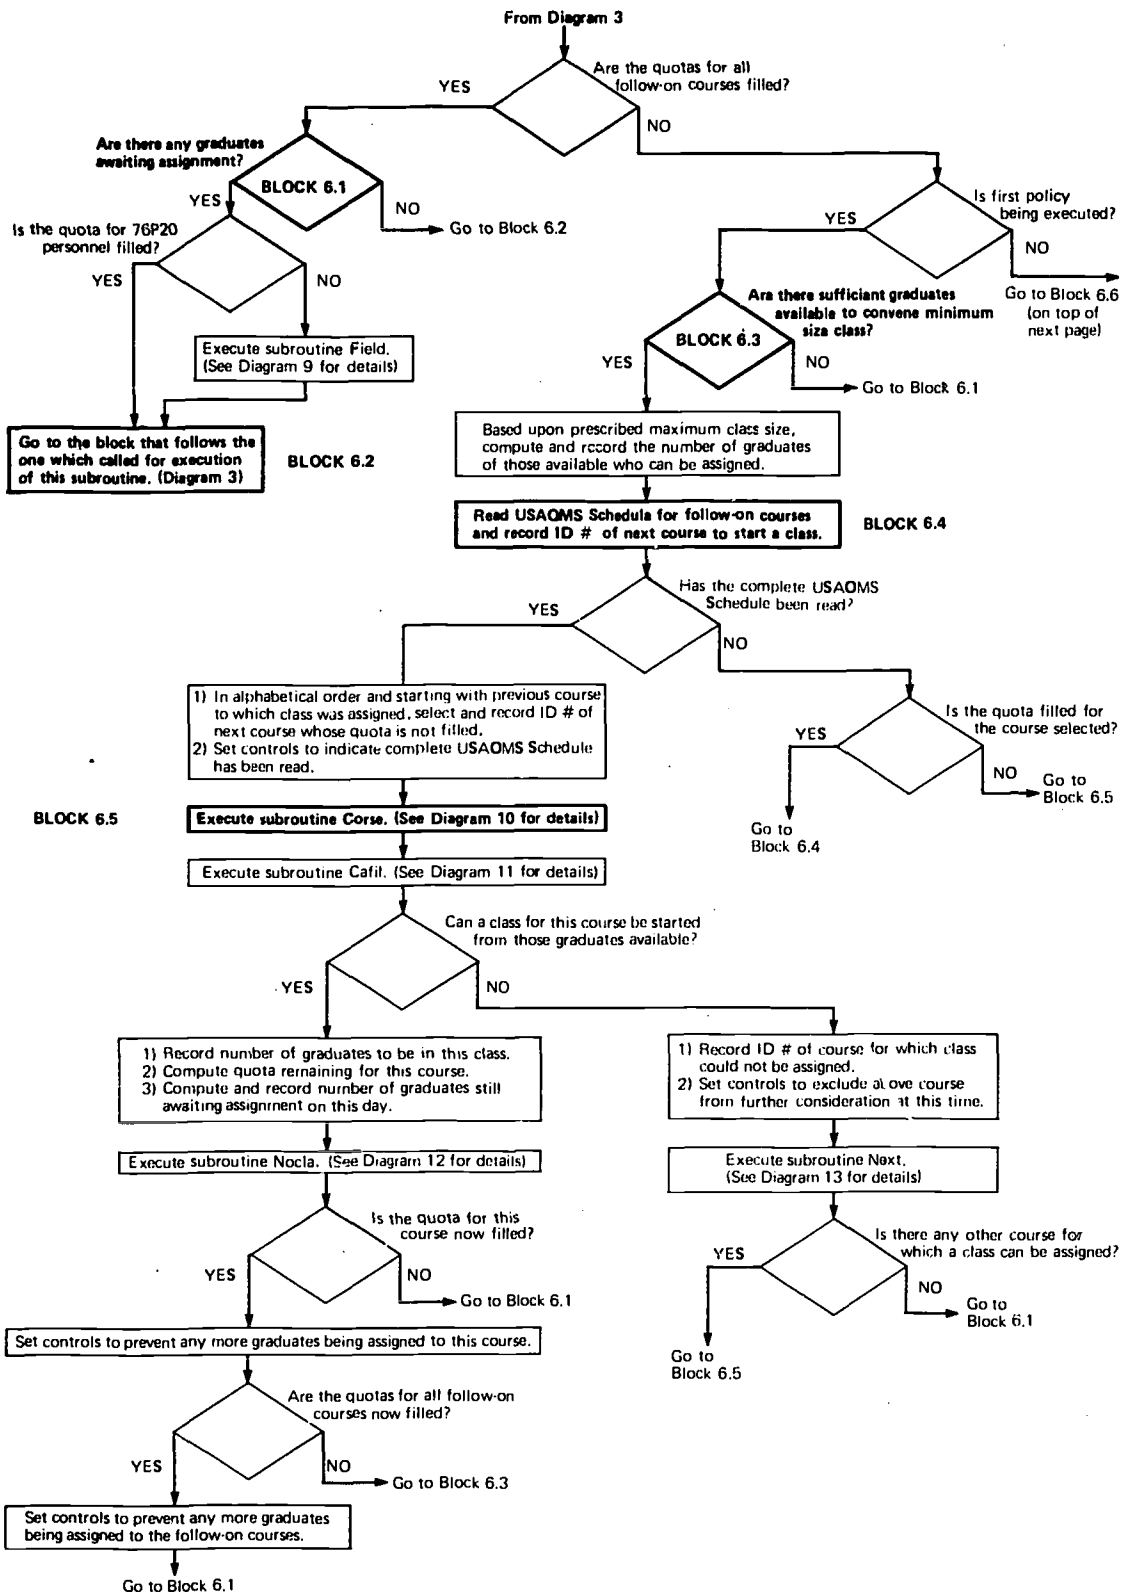 From Diagram 3
Are the quotas for all
follow-on courses filled?
YES
NO
Are there any graduates
awaiting assignment?
BLOCK 6.1
YES
NO
Go to Block 6.2
Is first policy
being executed?
YES
NO
Go to Block 6.6
(on top of
next page)
Is the quota for 76P20
personnel filled?
YES
NO
Execute subroutine Field.
(See Diagram 9 for details)
Go to the block that follows the
one which called for execution
of this subroutine. (Diagram 3)
BLOCK 6.2
Are there sufficiant graduates
available to convene minimum
size class?
BLOCK 6.3
YES
NO
Go to Block 6.1
Based upon prescribed maximum class size,
compute and record the number of graduates
of those available who can be assigned.
Read USAQMS Schedula for follow-on courses
and record ID # of next course to start a class.
BLOCK 6.4
Has the complete USAQMS
Schedule been read?
YES
NO
1) In alphabetical order and starting with previous course
to which class was assigned, select and record ID # of
next course whose quota is not filled.
2) Set controls to indicate complete USAQMS Schedule
has been read.
Is the quota filled for
the course selected?
YES
NO
Go to
Block 6.5
Go to
Block 6.4
BLOCK 6.5
Execute subroutine Corse. (See Diagram 10 for details)
Execute subroutine Cafil. (See Diagram 11 for details)
Can a class for this course be started
from those graduates available?
YES
NO
1) Record number of graduates to be in this class.
2) Compute quota remaining for this course.
3) Compute and record number of graduates still
awaiting assignment on this day.
1) Record ID # of course for which class
could not be assigned.
2) Set controls to exclude above course
from further consideration at this time.
Execute subroutine Nocla. (See Diagram 12 for details)
Execute subroutine Next.
(See Diagram 13 for details)
Is the quota for this
course now filled?
YES
NO
Go to Block 6.1
Is there any other course for
which a class can be assigned?
YES
NO
Go to
Block 6.1
Go to
Block 6.5
Set controls to prevent any more graduates being assigned to this course.
Are the quotas for all follow-on
courses now filled?
YES
NO
Go to Block 6.3
Set controls to prevent any more graduates
being assigned to the follow-on courses.
Go to Block 6.1